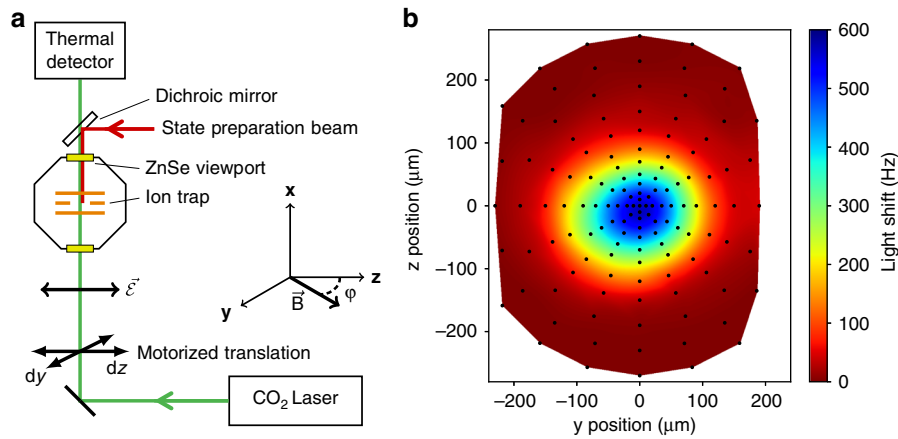 a
Thermal
detector
Dichroic mirror
State preparation beam
ZnSe viewport
Ion trap
x
z
y
B
φ
ℰ
Motorized translation
dy
dz
CO2 Laser
b
z position (μm)
200
100
0
−100
−200
−200
−100
0
100
200
y position (μm)
600
500
400
300
200
100
0
Light shift (Hz)